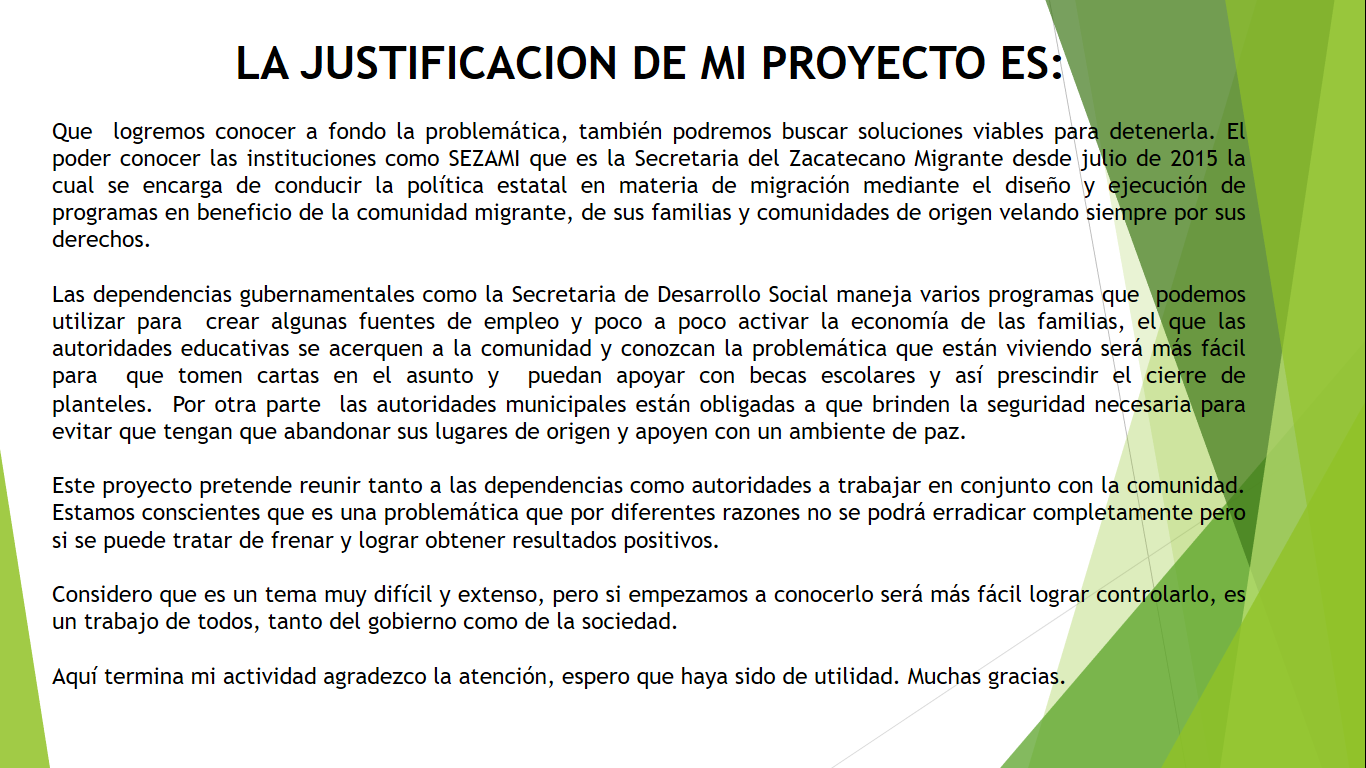 LA JUSTIFICACION DE MI PROYECTO ES:
Que logremos conocer a fondo la problemática, también podremos buscar soluciones viables para detenerla. El
poder conocer las instituciones como SEZAMI que es la Secretaria del Zacatecano Migrante desde julio de 2015 la
cual se encarga de conducir la política estatal en materia de migración mediante el diseño y ejecución de
programas en beneficio de la comunidad migrante, de sus familias y comunidades de origen velando siempre por sus
derechos.
Las dependencias gubernamentales como la Secretaria de Desarrollo Social maneja varios programas que podemos
utilizar para crear algunas fuentes de empleo y poco a poco activar la economía de las familias, el que las
autoridades educativas se acerquen a la comunidad y conozcan la problemática que están viviendo será más fácil
para que tomen cartas en el asunto y puedan apoyar con becas escolares y así prescindir el cierre de
planteles. Por otra parte las autoridades municipales están obligadas a que brinden la seguridad necesaria para
evitar que tengan que abandonar sus lugares de origen y apoyen con un ambiente de paz.
Este proyecto pretende reunir tanto a las dependencias como autoridades a trabajar en conjunto con la comunidad.
Estamos conscientes que es una problemática que por diferentes razones no se podrá erradicar completamente pero
si se puede tratar de frenar y lograr obtener resultados positivos.
Considero que es un tema muy difícil y extenso, pero si empezamos a conocerlo será más fácil lograr controlarlo, es
un trabajo de todos, tanto del gobierno como de la sociedad.
Aquí termina mi actividad agradezco la atención, espero que haya sido de utilidad. Muchas gracias.